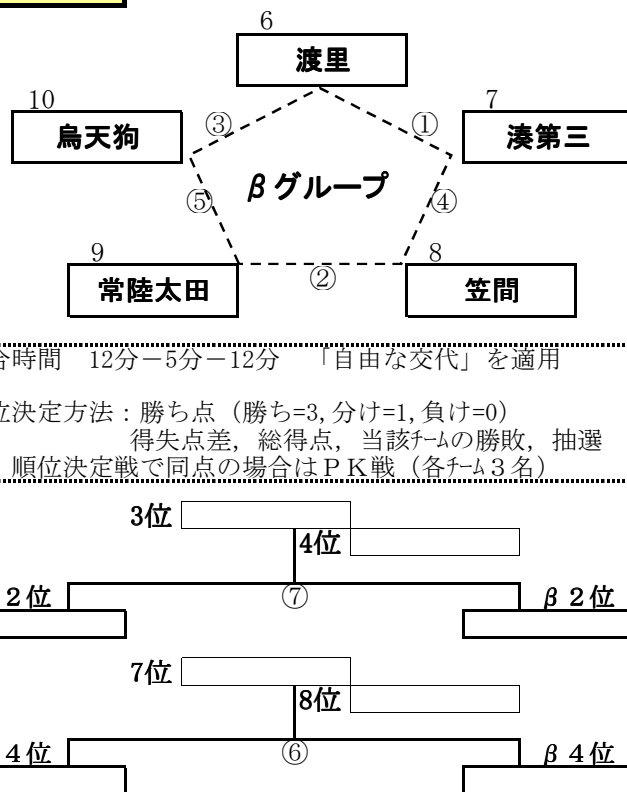 6
渡里
10
烏天狗
③
①
7
湊第三
βグループ
⑤
④
9
常陸太田
②
8
笠間
合時間　12分－5分－12分　「自由な交代」を適用
位決定方法：勝ち点（勝ち=3,分け=1,負け=0）
得失点差，総得点，当該ﾁｰﾑの勝敗，抽選
順位決定戦で同点の場合はＰＫ戦（各ﾁｰﾑ３名）
3位
4位
２位
⑦
β２位
7位
8位
４位
⑥
β４位